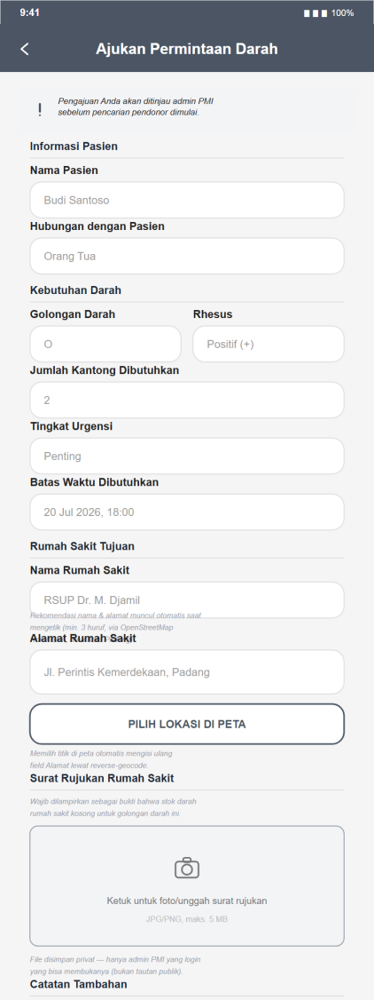 9:41
100%
Ajukan Permintaan Darah
Pengajuan Anda akan ditinjau admin PMI
sebelum pencarian pendonor dimulai.
Informasi Pasien
Nama Pasien
Budi Santoso
Hubungan dengan Pasien
Orang Tua
Kebutuhan Darah
Golongan Darah
Rhesus
O
Positif (+)
Jumlah Kantong Dibutuhkan
2
Tingkat Urgensi
Penting
Batas Waktu Dibutuhkan
20 Jul 2026, 18:00
Rumah Sakit Tujuan
Nama Rumah Sakit
RSUP Dr. M. Djamil
Rekomendasi nama & alamat muncul otomatis saat
mengetik (min. 3 huruf, via OpenStreetMap
Alamat Rumah Sakit
Jl. Perintis Kemerdekaan, Padang
PILIH LOKASI DI PETA
Memilih titik di peta otomatis mengisi ulang
field Alamat lewat reverse-geocode.
Surat Rujukan Rumah Sakit
Wajib dilampirkan sebagai bukti bahwa stok darah
rumah sakit kosong untuk golongan darah ini.
Ketuk untuk foto/unggah surat rujukan
JPG/PNG, maks. 5 MB
File disimpan privat — hanya admin PMI yang login
yang bisa membukanya (bukan tautan publik).
Catatan Tambahan